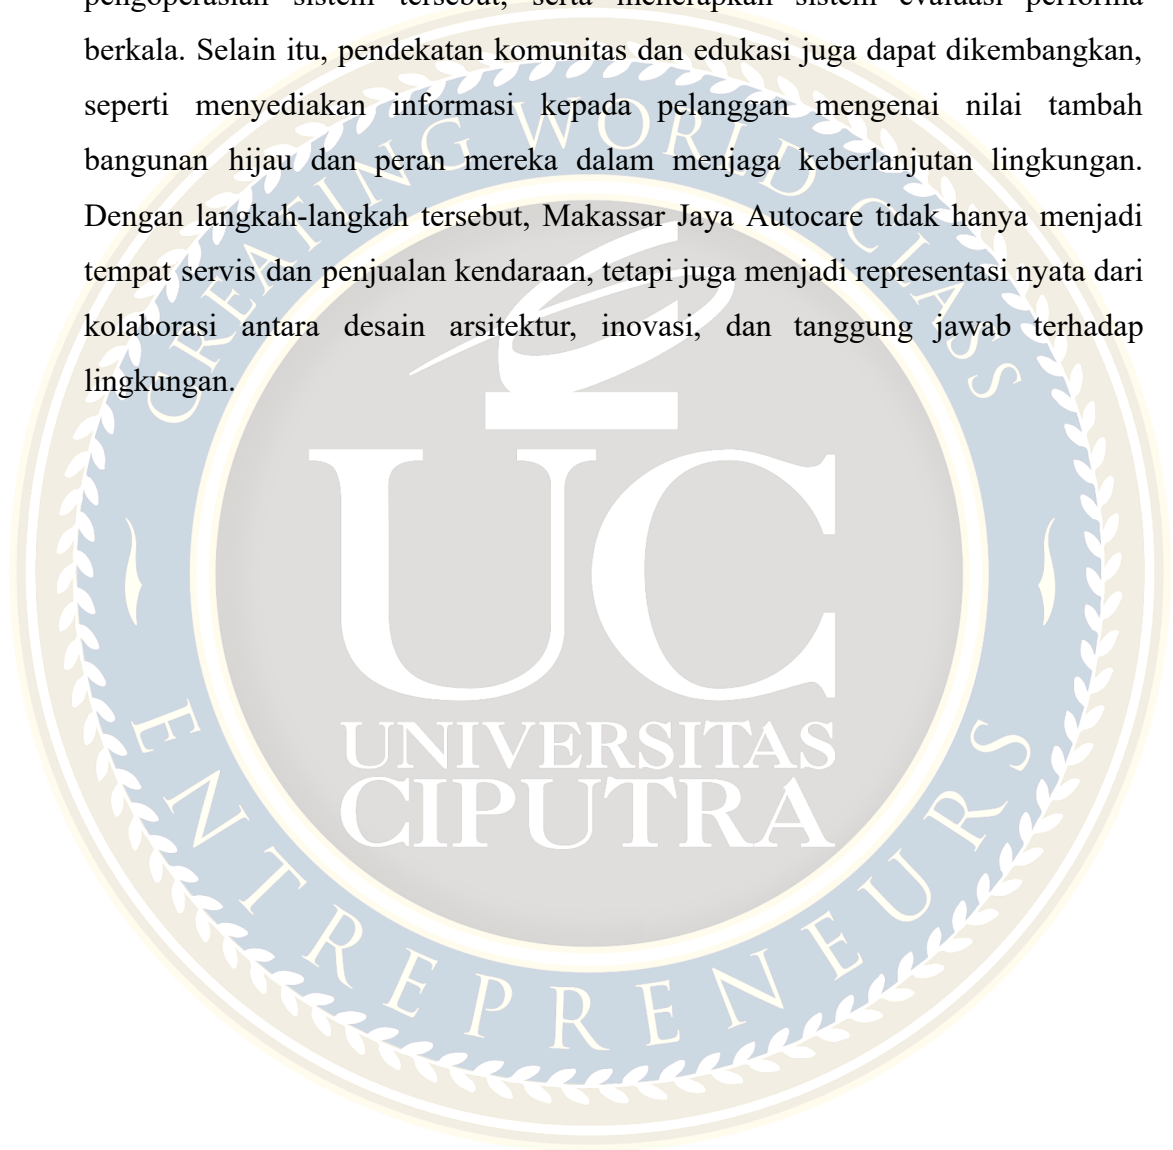 pengoperasian sistem tersebut, serta menerapkan sistem evaluasi performa
berkala. Selain itu, pendekatan komunitas dan edukasi juga dapat dikembangkan,
seperti menyediakan informasi kepada pelanggan mengenai nilai tambah
bangunan hijau dan peran mereka dalam menjaga keberlanjutan lingkungan.
Dengan langkah-langkah tersebut, Makassar Jaya Autocare tidak hanya menjadi
tempat servis dan penjualan kendaraan, tetapi juga menjadi representasi nyata dari
kolaborasi antara desain arsitektur, inovasi, dan tanggung jawab terhadap
lingkungan.
CREATING WORLD CLASS
UC
UNIVERSITAS
CIPUTRA
ENTREPRENEURS